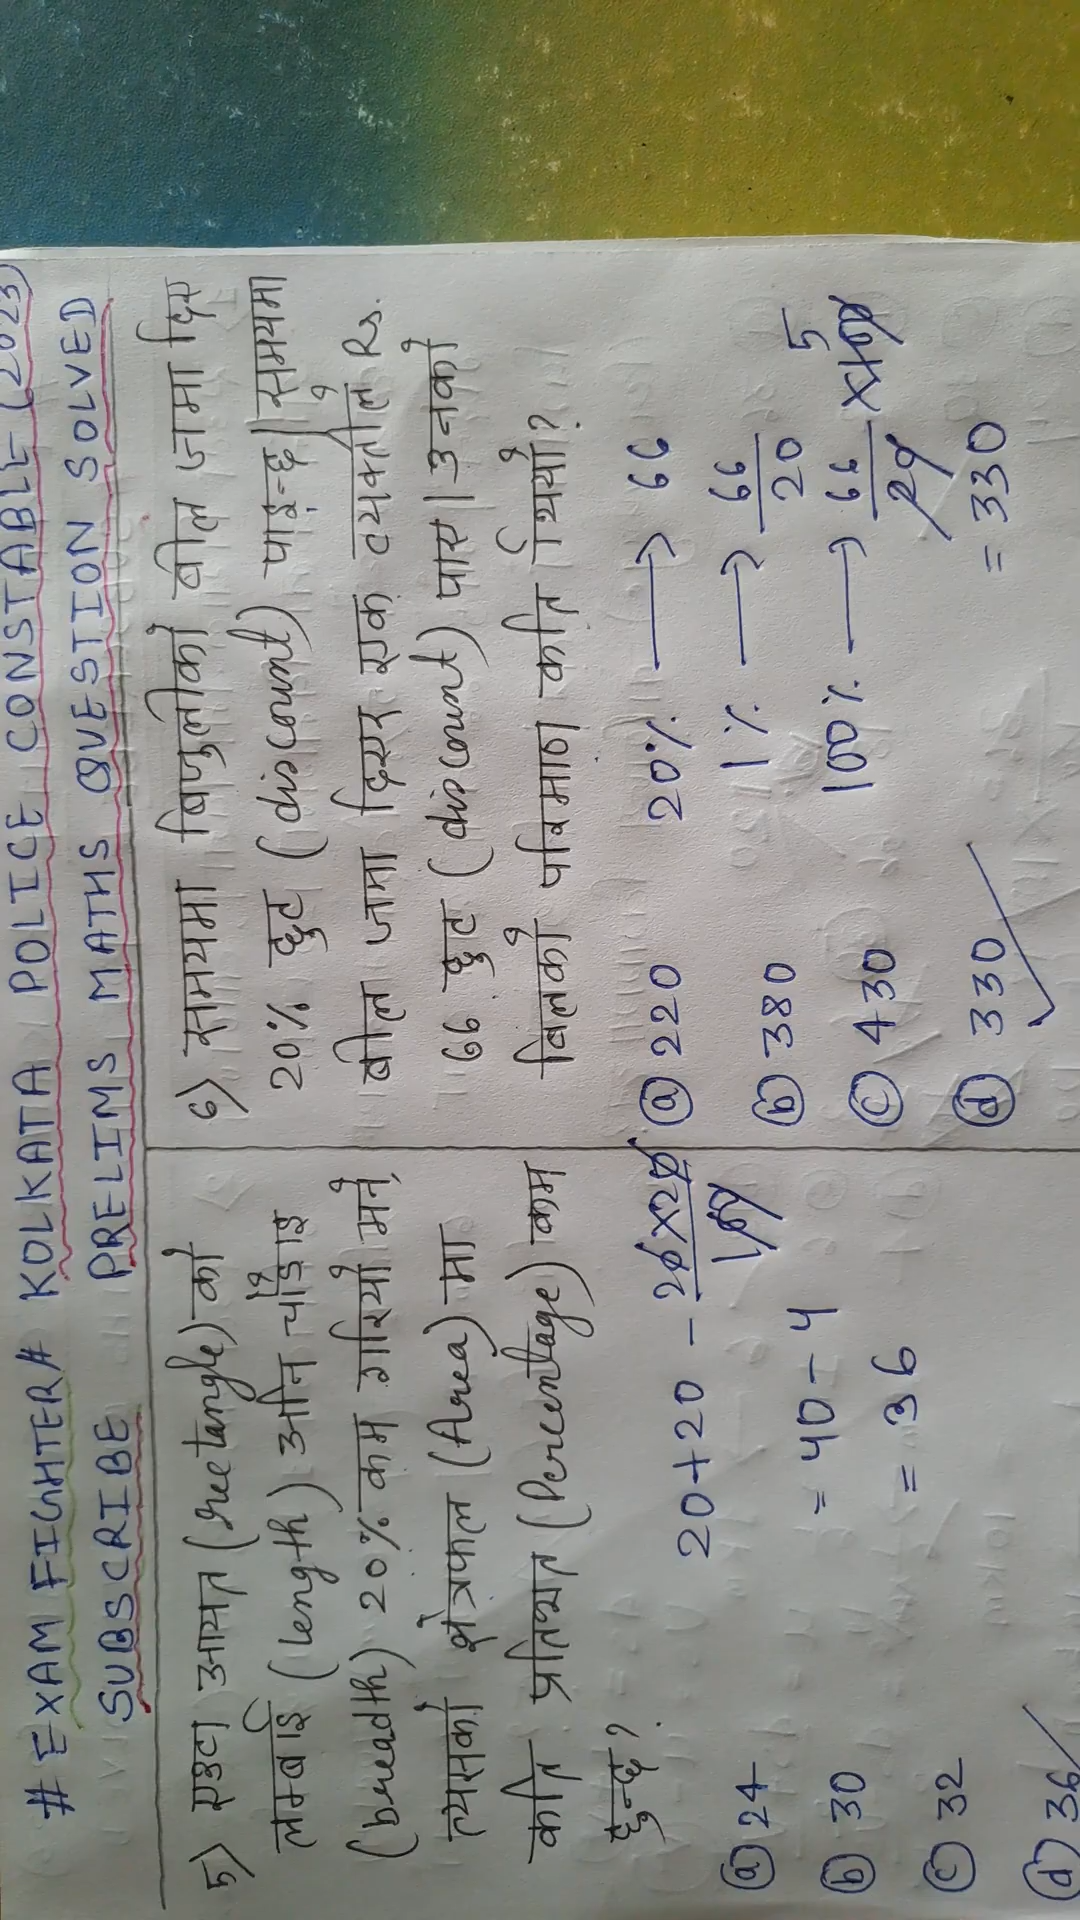 # EXAM FIGHTER# KOLKATA POLICE CONSTABLE-(2023)
SUBSCRIBE PRELIMS MATHS QUESTION SOLVED
5) एउटा आयत (rectangle) को
लम्बाई (length) अनि चौडाइ
(breadth) 20% कम गरियो भने,
त्यसको क्षेत्रफल (Area) मा
कति प्रतिशत (Percentage) कम
हुन्छ?
20+20 - 20×20/100
= 40-4
= 36
ⓐ 24
ⓑ 30
ⓒ 32
ⓓ 36
6) समयमा बिजुलीको बील जमा दिए
20% छुट (discount) पाइन्छ। समयमा
बील जमा दिएर एक व्यक्तीले Rs.
66 छुट (discount) पाए। उनको
बिलको परिमाण कति थियो?
ⓐ 220 20% → 66
ⓑ 380 1% → 66/20
ⓒ 430 100% → 66/20 ×100 5
ⓓ 330 = 330